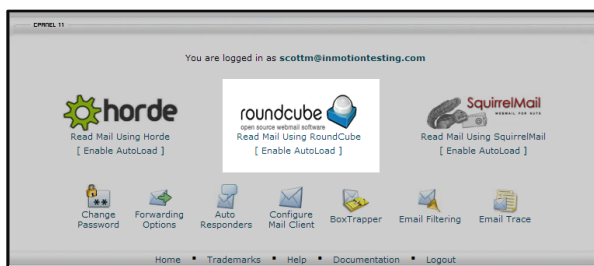 CPANEL 11
You are logged in as scottm@inmotiontesting.com
horde
roundcube
open source webmail software
SquirrelMail
WEBMAIL FOR NUTS
Read Mail Using Horde
Read Mail Using RoundCube
Read Mail Using SquirrelMail
[ Enable AutoLoad ]
[ Enable AutoLoad ]
[ Enable AutoLoad ]
**
Change Password
Forwarding Options
Auto Responders
Configure Mail Client
BoxTrapper
Email Filtering
Email Trace
Home ▪ Trademarks ▪ Help ▪ Documentation ▪ Logout